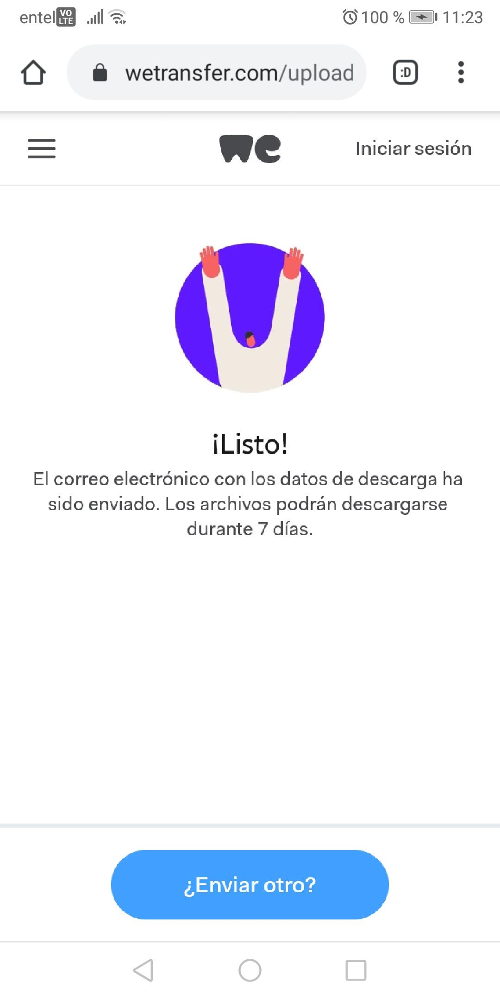 entel VO LTE 100 % 11:23
wetransfer.com/upload :D
we Iniciar sesión
¡Listo!
El correo electrónico con los datos de descarga ha
sido enviado. Los archivos podrán descargarse
durante 7 días.
¿Enviar otro?